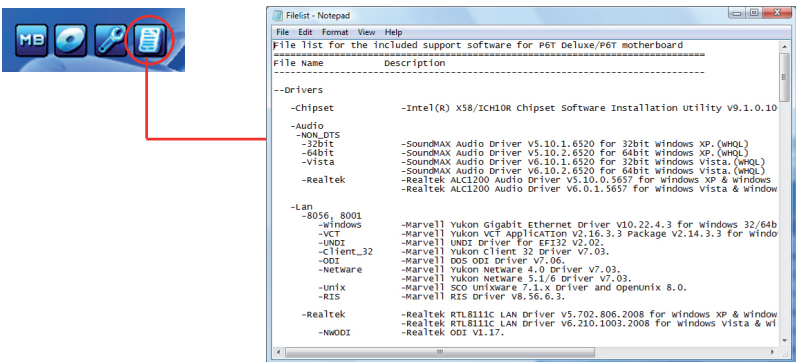 MB
Filelist - Notepad
File Edit Format View Help
File list for the included support software for P6T Deluxe/P6T motherboard
================================================================================
File Name Description
--------------------------------------------------------------------------------
--Drivers
-Chipset -Intel(R) X58/ICH10R Chipset Software Installation Utility V9.1.0.10
-Audio
-NON_DTS
-32bit -SoundMAX Audio Driver V5.10.1.6520 for 32bit Windows XP.(WHQL)
-64bit -SoundMAX Audio Driver V5.10.2.6520 for 64bit Windows XP.(WHQL)
-Vista -SoundMAX Audio Driver V6.10.1.6520 for 32bit Windows Vista.(WHQL)
-SoundMAX Audio Driver V6.10.2.6520 for 64bit Windows Vista.(WHQL)
-Realtek -Realtek ALC1200 Audio Driver V5.10.0.5657 for Windows XP & Windows
-Realtek ALC1200 Audio Driver V6.0.1.5657 for Windows Vista & Window
-Lan
-8056, 8001
-Windows -Marvell Yukon Gigabit Ethernet Driver V10.22.4.3 for Windows 32/64b
-VCT -Marvell Yukon VCT ApplicATIon V2.16.3.3 Package V2.14.3.3 for Windo
-UNDI -Marvell UNDI Driver for EFI32 V2.02.
-Client_32 -Marvell Yukon Client 32 Driver V7.03.
-ODI -Marvell DOS ODI Driver V7.06.
-NetWare -Marvell Yukon NetWare 4.0 Driver V7.03.
-Marvell Yukon NetWare 5.1/6 Driver V7.03.
-Unix -Marvell SCO UnixWare 7.1.x Driver and OpenUnix 8.0.
-RIS -Marvell RIS Driver V8.56.6.3.
-Realtek -Realtek RTL8111C LAN Driver V5.702.806.2008 for Windows XP & Window
-Realtek RTL8111C LAN Driver V6.210.1003.2008 for Windows Vista & Wi
-NWODI -Realtek ODI V1.17.